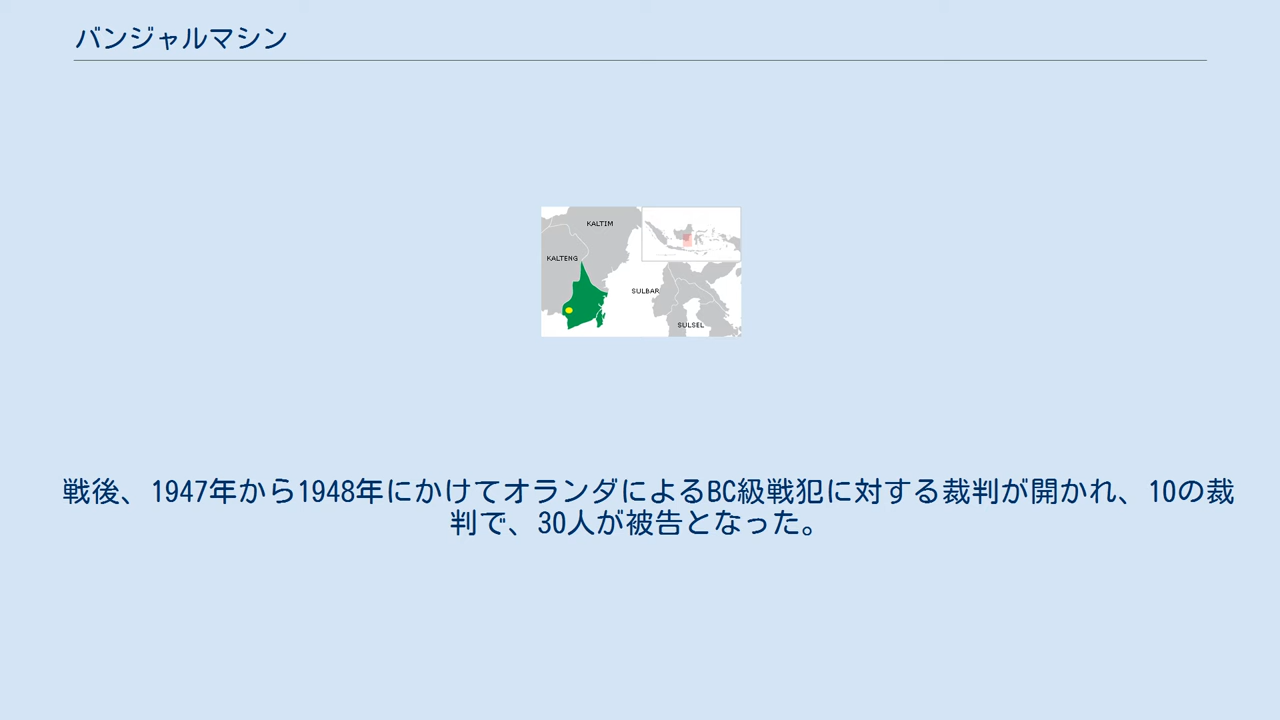 バンジャルマシン
KALTIM
KALTENG
SULBAR
SULSEL
戦後、1947年から1948年にかけてオランダによるBC級戦犯に対する裁判が開かれ、10の裁
判で、30人が被告となった。